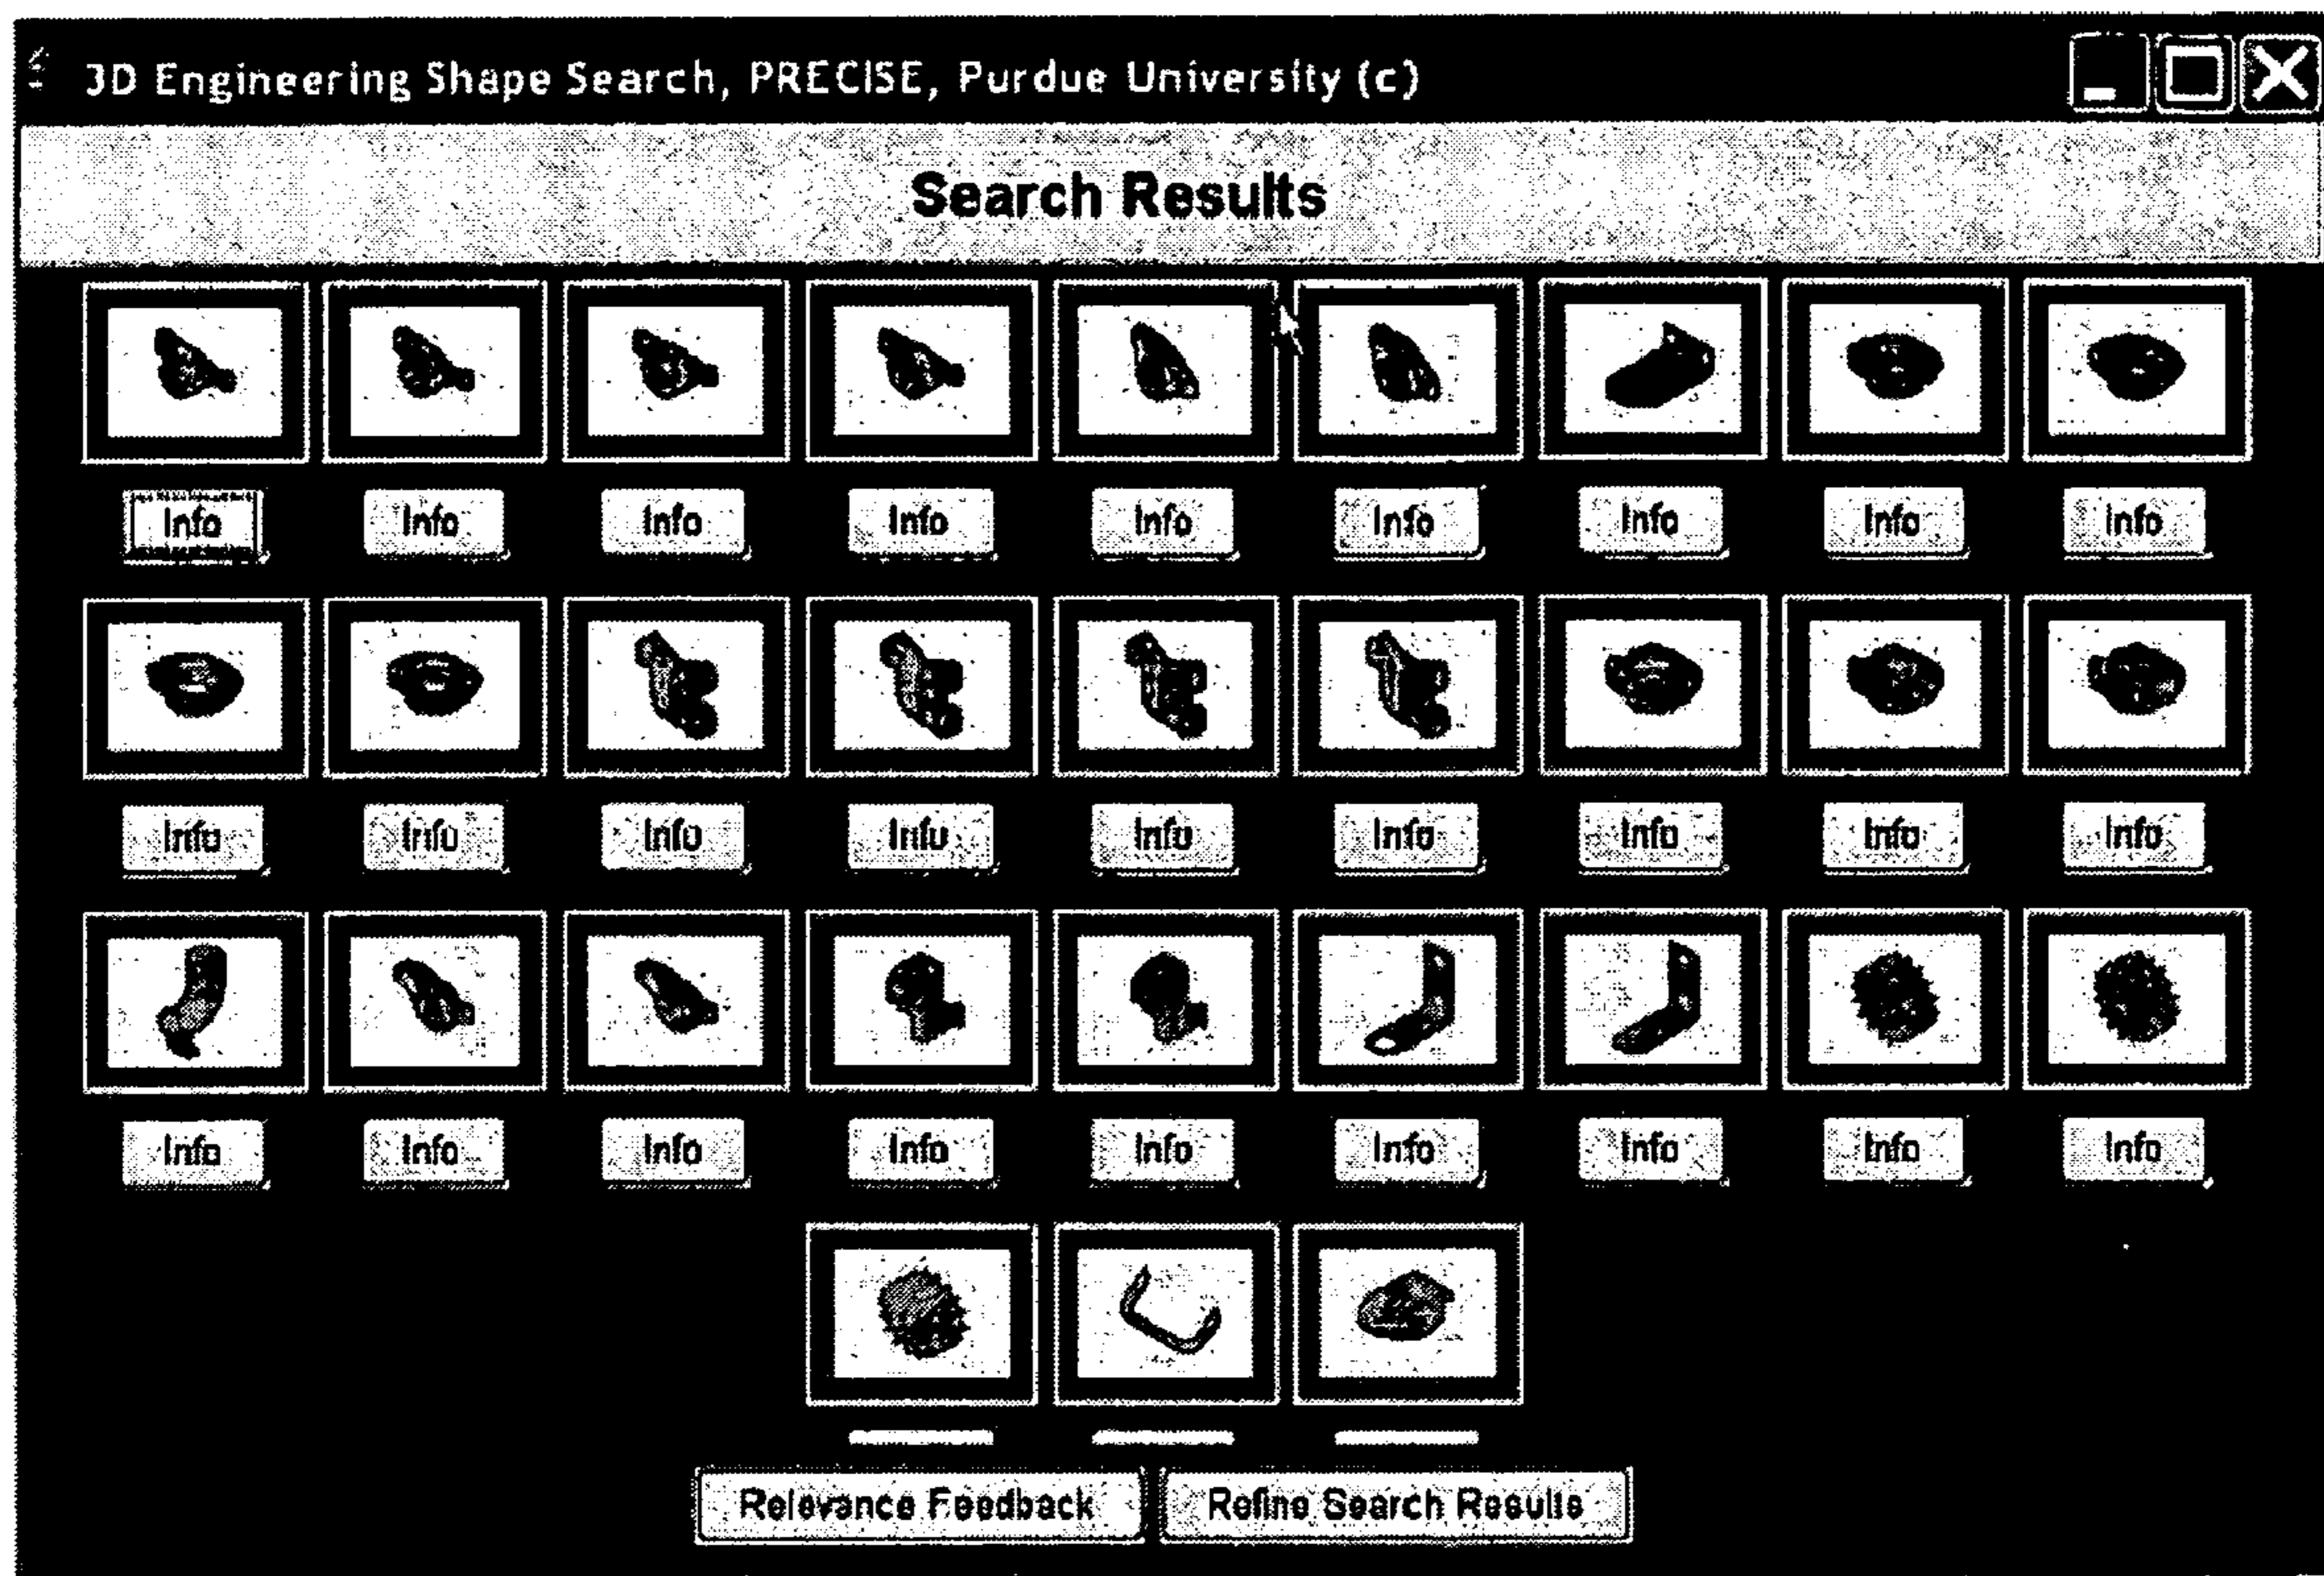 3D Engineering Shape Search, PRECISE, Purdue University (c)
Search Results
Info Info Info Info Info Info Info Info Info
Info Info Info Info Info Info Info Info Info
Info Info Info Info Info Info Info Info Info
Relevance Feedback Refine Search Results